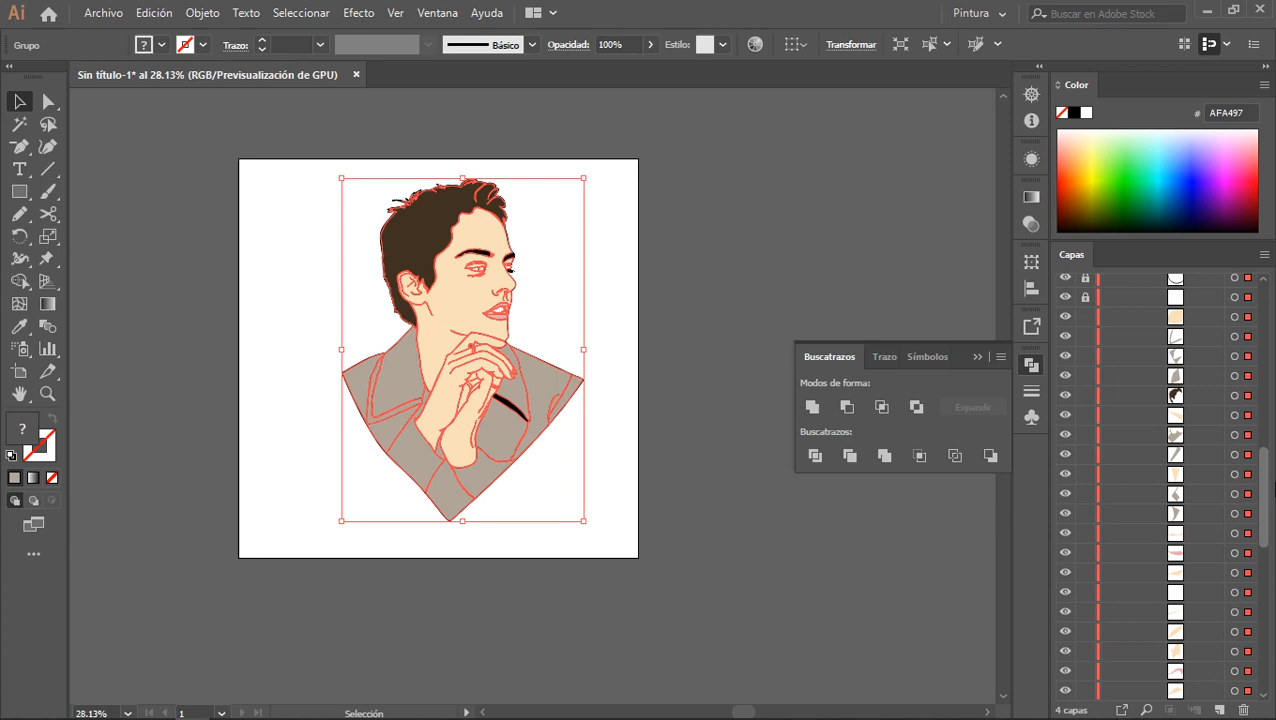 Ai
Archivo Edición Objeto Texto Seleccionar Efecto Ver Ventana Ayuda
Pintura
Buscar en Adobe Stock
Grupo
?
Trazo:
Básico
Opacidad: 100%
Estilo:
Transformar
Sin título-1* al 28.13% (RGB/Previsualización de GPU)
Color
# AFA497
Capas
Buscatrazos Trazo Símbolos
Modos de forma:
Expandir
Buscatrazos:
?
4 capas
28.13%
1
Selección